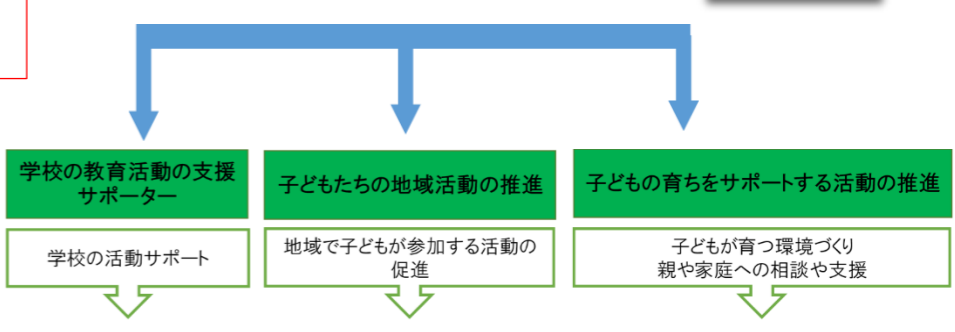 学校の教育活動の支援
サポーター
子どもたちの地域活動の推進
子どもの育ちをサポートする活動の推進
学校の活動サポート
地域で子どもが参加する活動の
促進
子どもが育つ環境づくり
親や家庭への相談や支援